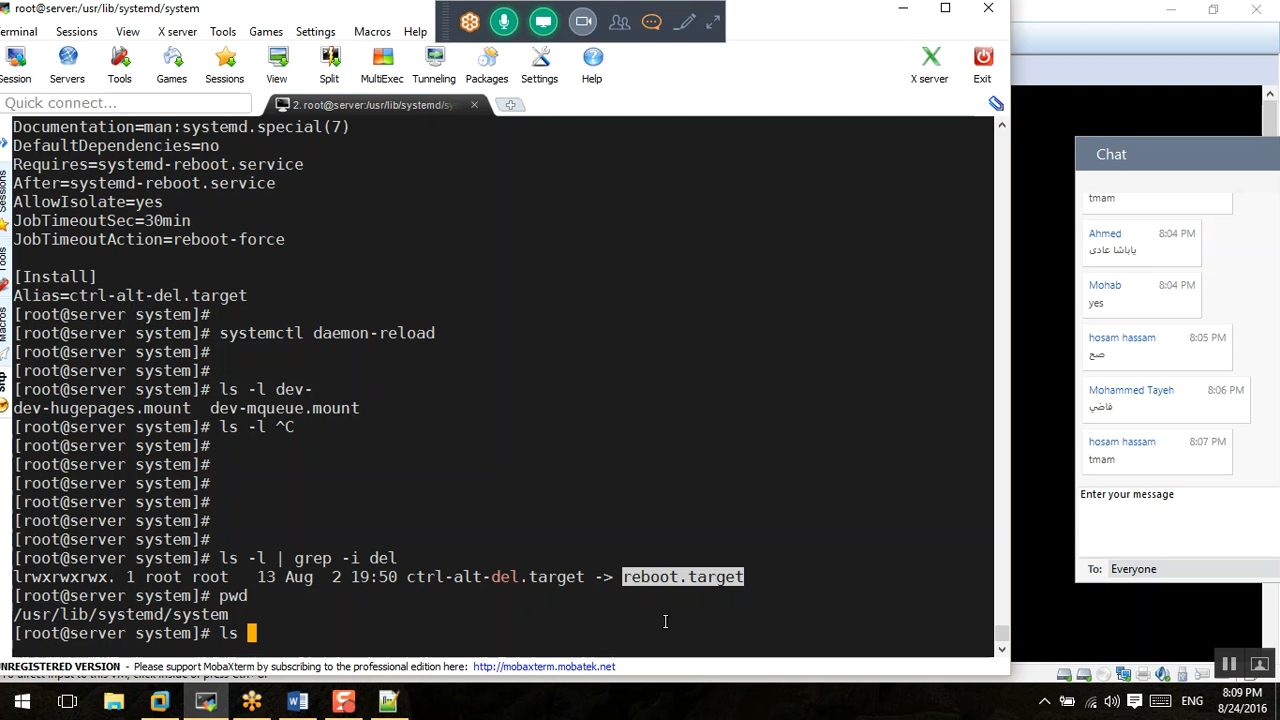 root@server:/usr/lib/systemd/system
Terminal Sessions View X server Tools Games Settings Macros Help
Session Servers Tools Games Sessions View Split MultiExec Tunneling Packages Settings Help X server Exit
Quick connect...
2. root@server:/usr/lib/systemd/sy
Sessions
Tools
Macros
Sftp
Documentation=man:systemd.special(7)
DefaultDependencies=no
Requires=systemd-reboot.service
After=systemd-reboot.service
AllowIsolate=yes
JobTimeoutSec=30min
JobTimeoutAction=reboot-force
[Install]
Alias=ctrl-alt-del.target
[root@server system]#
[root@server system]# systemctl daemon-reload
[root@server system]#
[root@server system]#
[root@server system]# ls -l dev-
dev-hugepages.mount dev-mqueue.mount
[root@server system]# ls -l ^C
[root@server system]#
[root@server system]#
[root@server system]#
[root@server system]#
[root@server system]#
[root@server system]#
[root@server system]# ls -l | grep -i del
lrwxrwxrwx. 1 root root 13 Aug 2 19:50 ctrl-alt-del.target -> reboot.target
[root@server system]# pwd
/usr/lib/systemd/system
[root@server system]# ls
UNREGISTERED VERSION - Please support MobaXterm by subscribing to the professional edition here: http://mobaxterm.mobatek.net
Chat
tmam
Ahmed 8:04 PM
ياباشا عادى
Mohab 8:04 PM
yes
hosam hassam 8:05 PM
صح
Mohammed Tayeh 8:06 PM
فاضي
hosam hassam 8:07 PM
tmam
Enter your message
To: Everyone
ENG
8:09 PM
8/24/2016